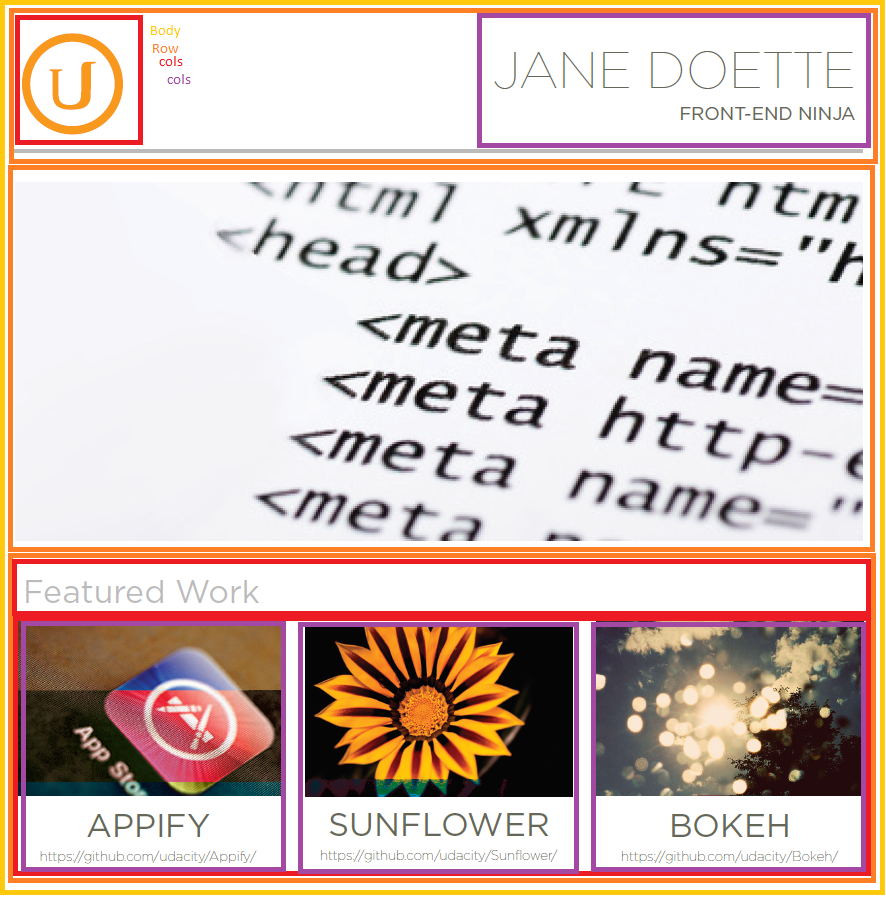 U
Body
Row
cols
cols
JANE DOETTE
FRONT-END NINJA
<html
<head>
xmlns="h
<meta name=
<meta http-e
<meta name="
<meta
Featured Work
App Sto
APPIFY
https://github.com/udacity/Appify/
SUNFLOWER
https://github.com/udacity/Sunflower/
BOKEH
https://github.com/udacity/Bokeh/